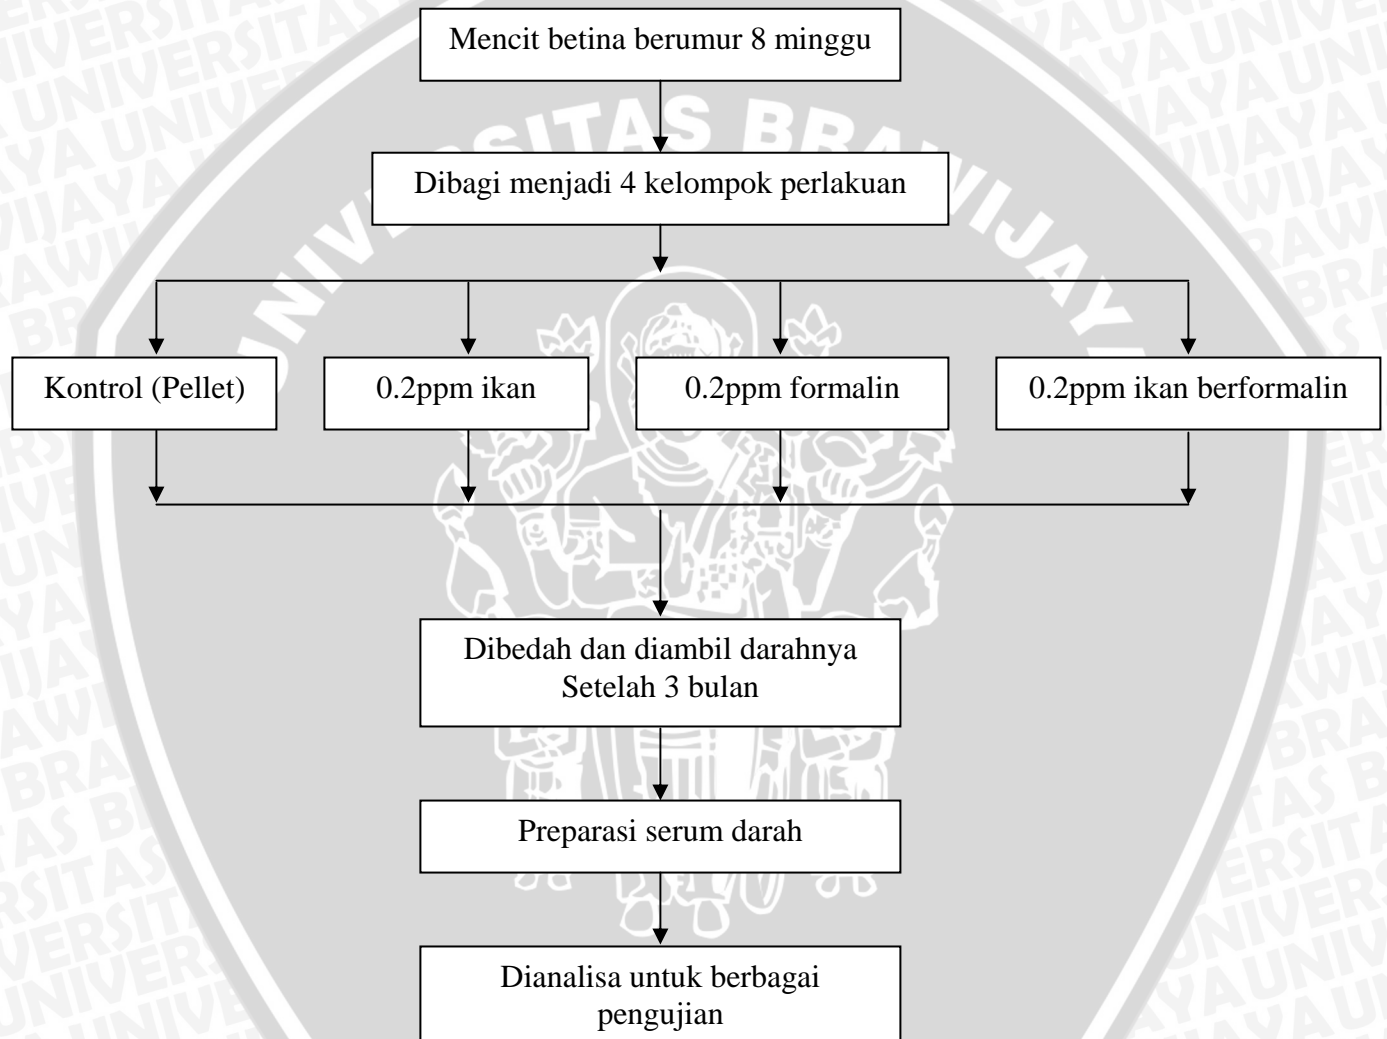 Mencit betina berumur 8 minggu
Dibagi menjadi 4 kelompok perlakuan
Kontrol (Pellet)
0.2ppm ikan
0.2ppm formalin
0.2ppm ikan berformalin
Dibedah dan diambil darahnya
Setelah 3 bulan
Preparasi serum darah
Dianalisa untuk berbagai
pengujian